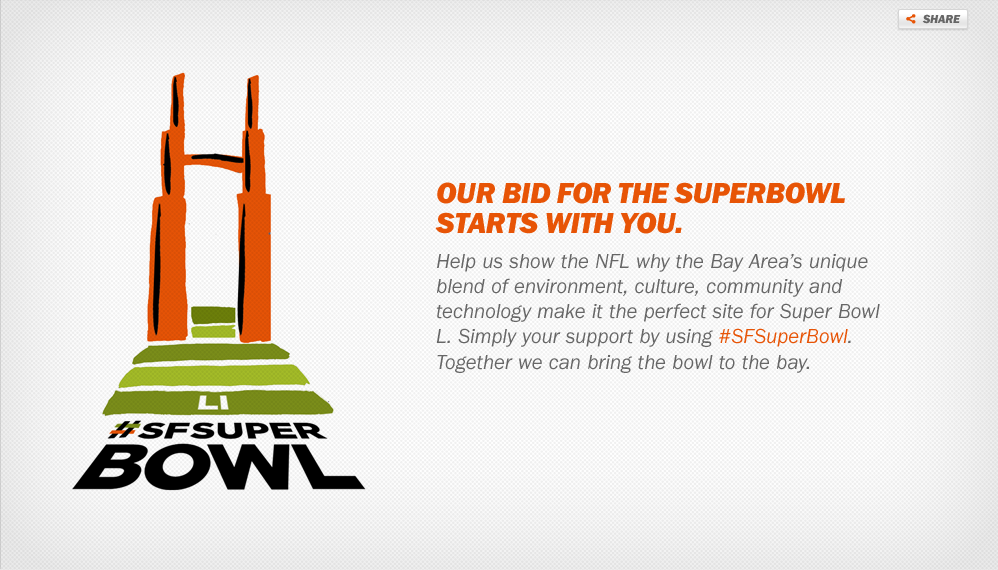 SHARE
OUR BID FOR THE SUPERBOWL
STARTS WITH YOU.
Help us show the NFL why the Bay Area's unique
blend of environment, culture, community and
technology make it the perfect site for Super Bowl
L. Simply your support by using #SFSuperBowl.
Together we can bring the bowl to the bay.
LI
#SFSUPER
BOWL